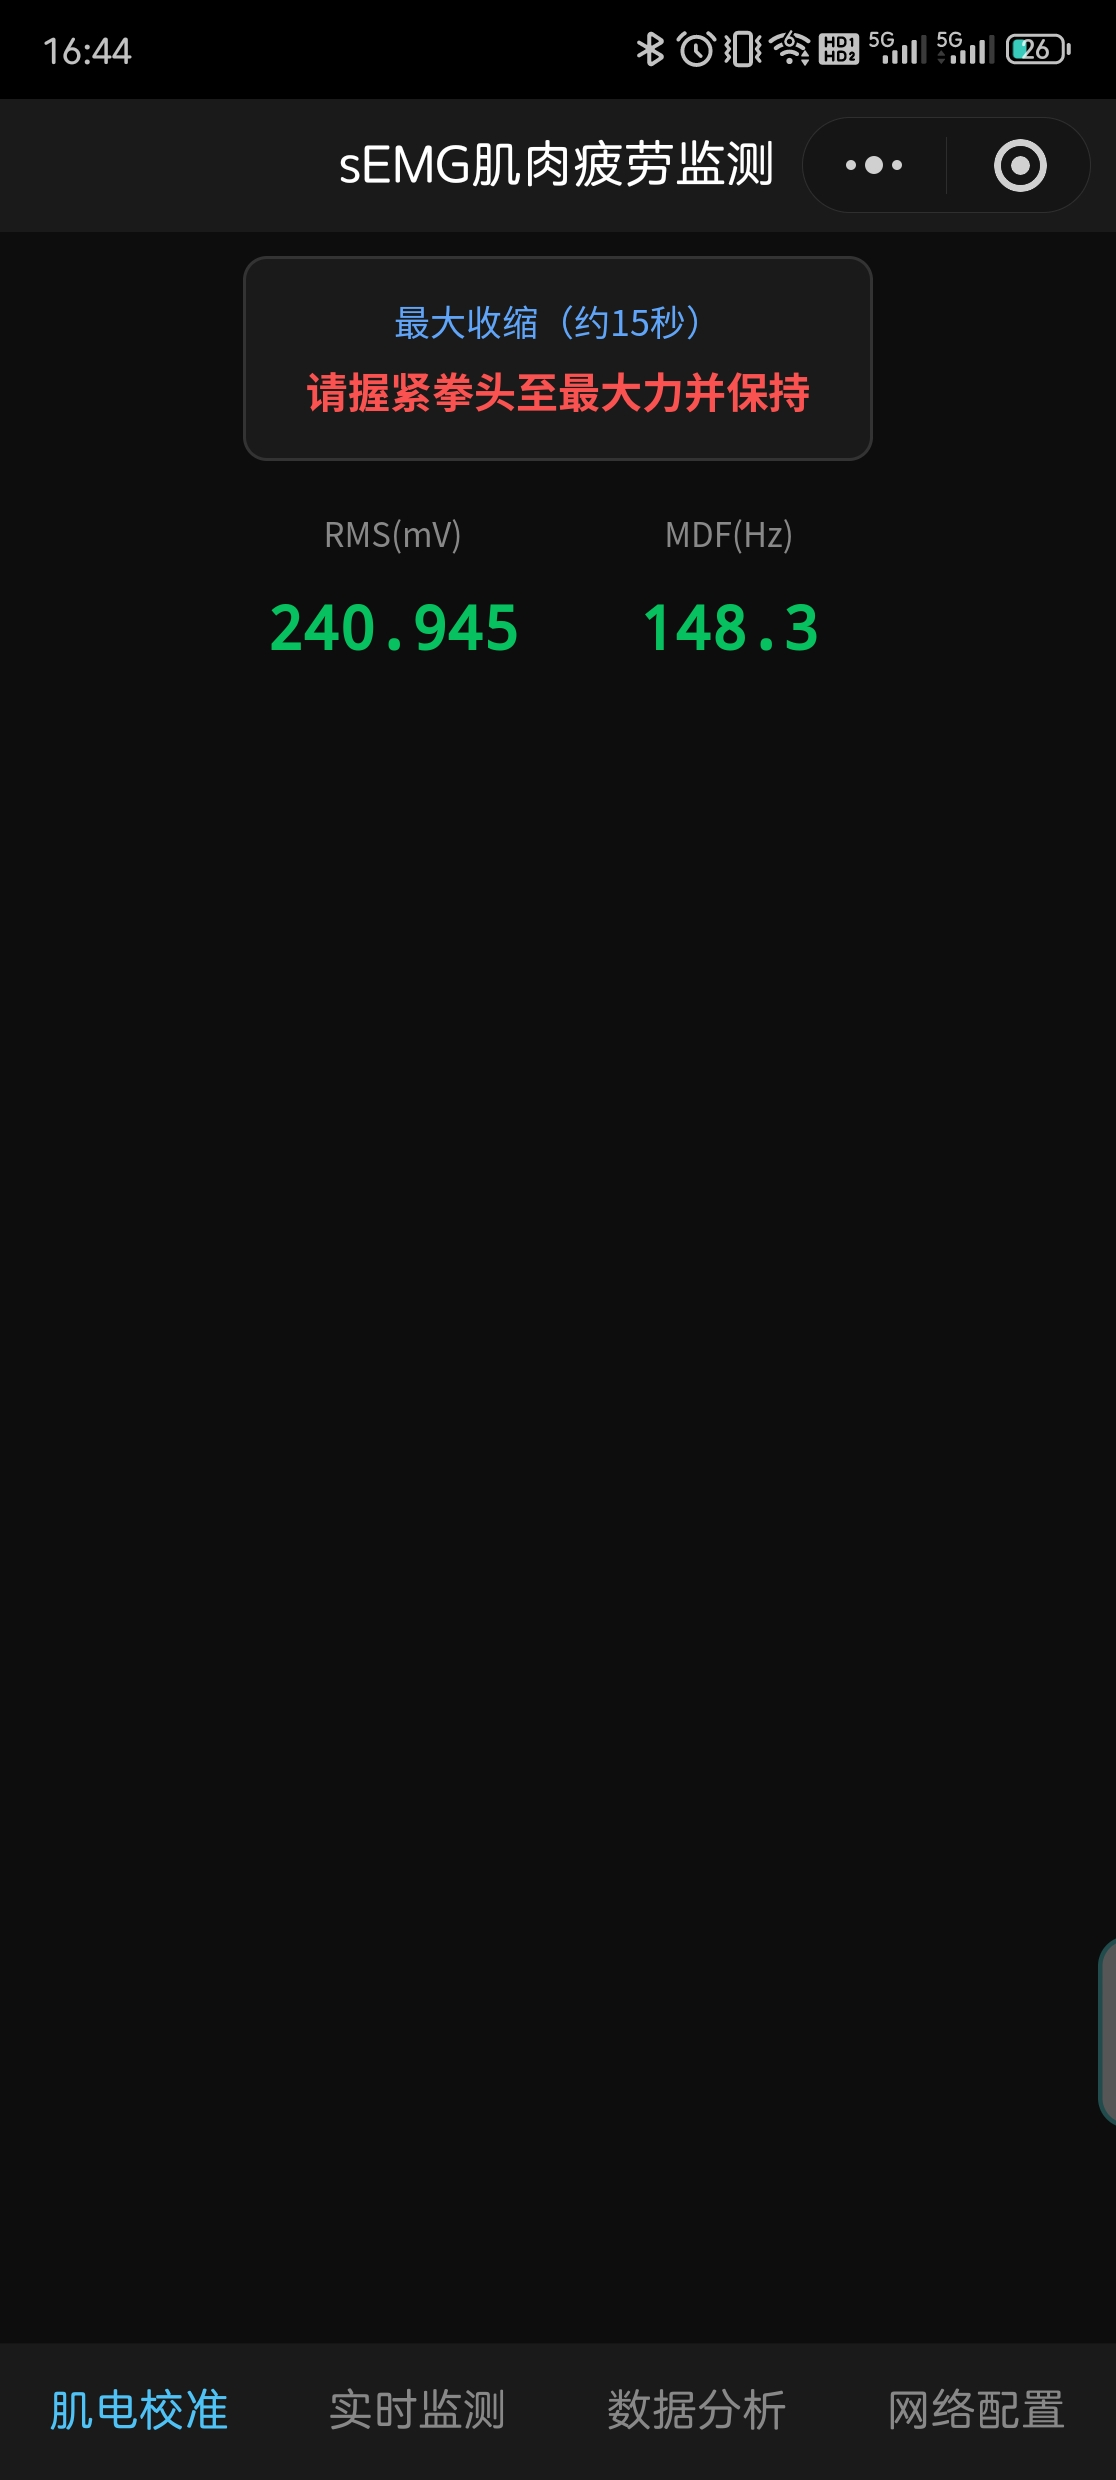 16:44
6 HD1 HD2 5G 5G 26
sEMG肌肉疲劳监测
最大收缩（约15秒）
请握紧拳头至最大力并保持
RMS(mV) MDF(Hz)
240.945 148.3
肌电校准 实时监测 数据分析 网络配置